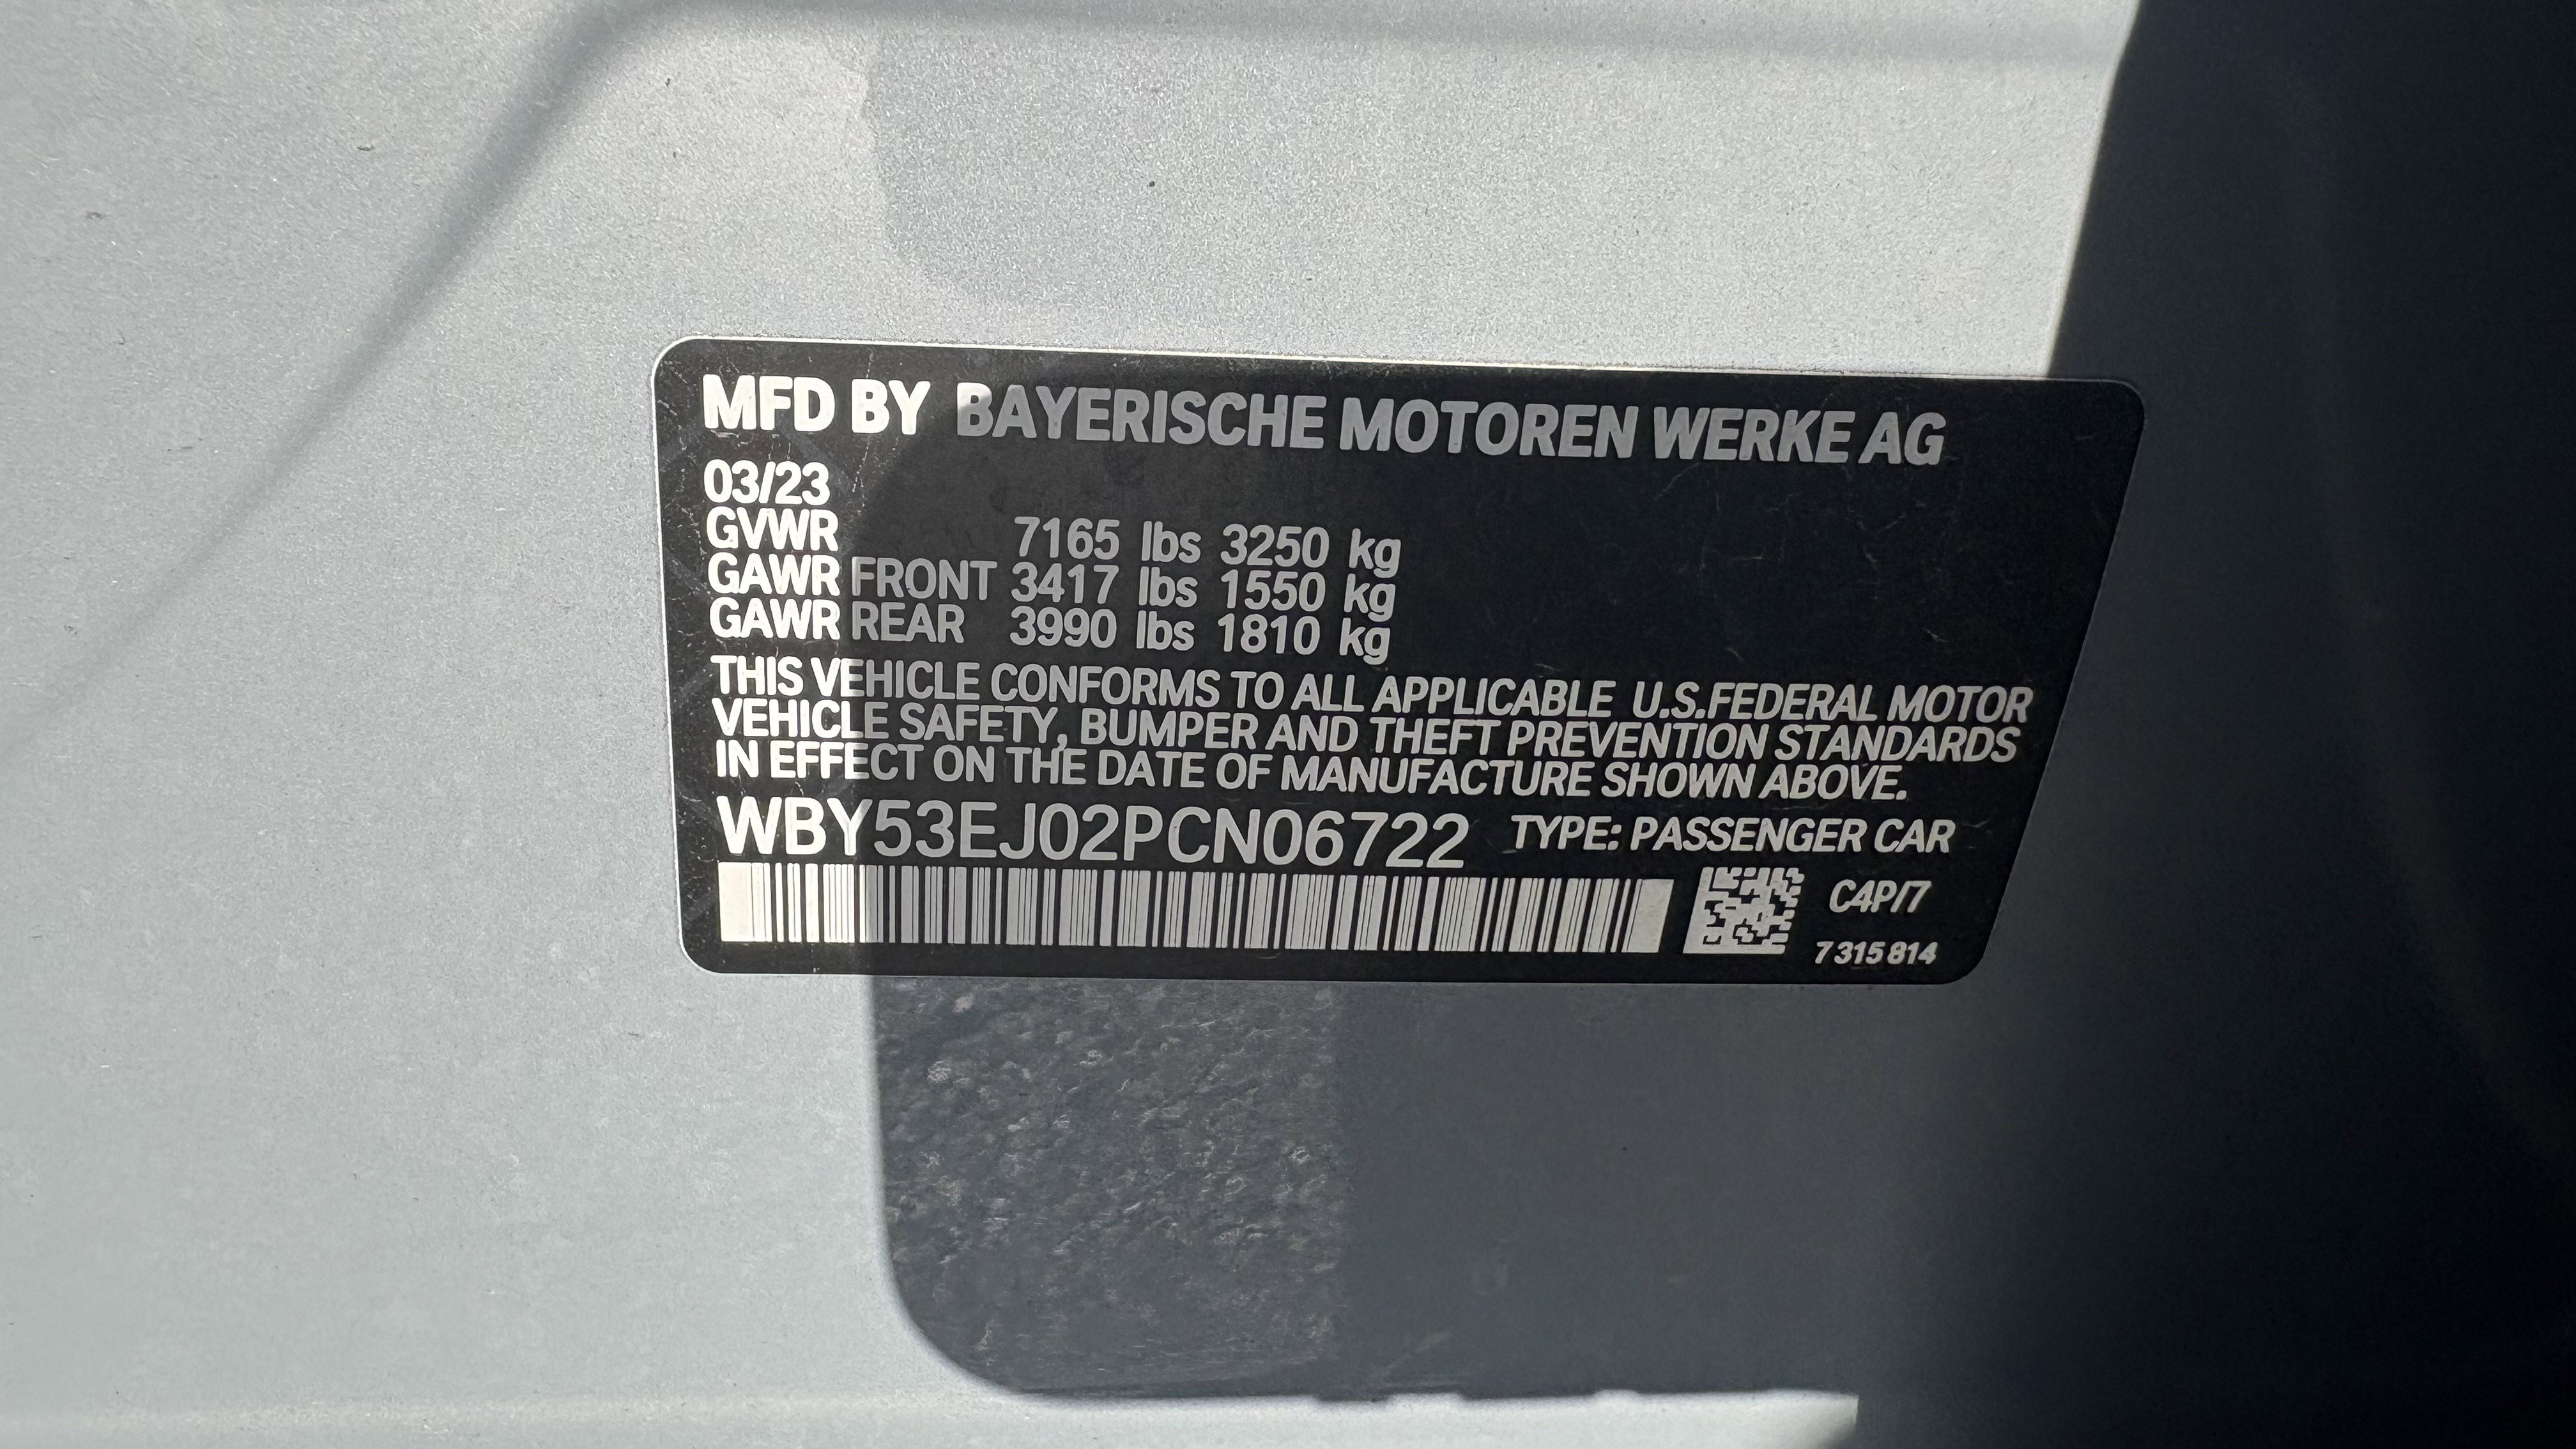 MFD BY BAYERISCHE MOTOREN WERKE AG
03/23
GVWR 7165 lbs 3250 kg
GAWR FRONT 3417 lbs 1550 kg
GAWR REAR 3990 lbs 1810 kg
THIS VEHICLE CONFORMS TO ALL APPLICABLE U.S.FEDERAL MOTOR
VEHICLE SAFETY, BUMPER AND THEFT PREVENTION STANDARDS
IN EFFECT ON THE DATE OF MANUFACTURE SHOWN ABOVE.
WBY53EJ02PCN06722 TYPE: PASSENGER CAR
C4P/7
7 315 814